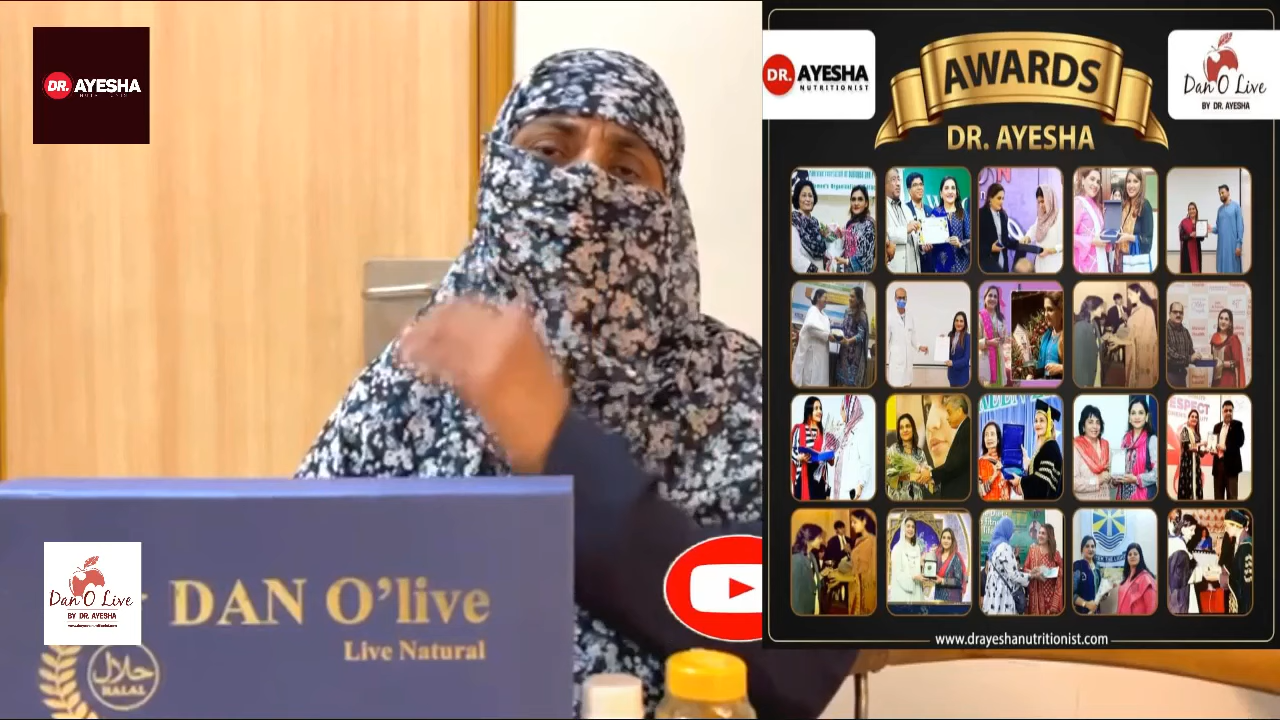 DR. AYESHA
NUTRITIONIST
DR. AYESHA
NUTRITIONIST
AWARDS
DR. AYESHA
Dan O Live
BY DR. AYESHA
www.drayeshanutritionist.com
DAN O'live
Live Natural
Dan O Live
BY DR. AYESHA
حلال
HALAL